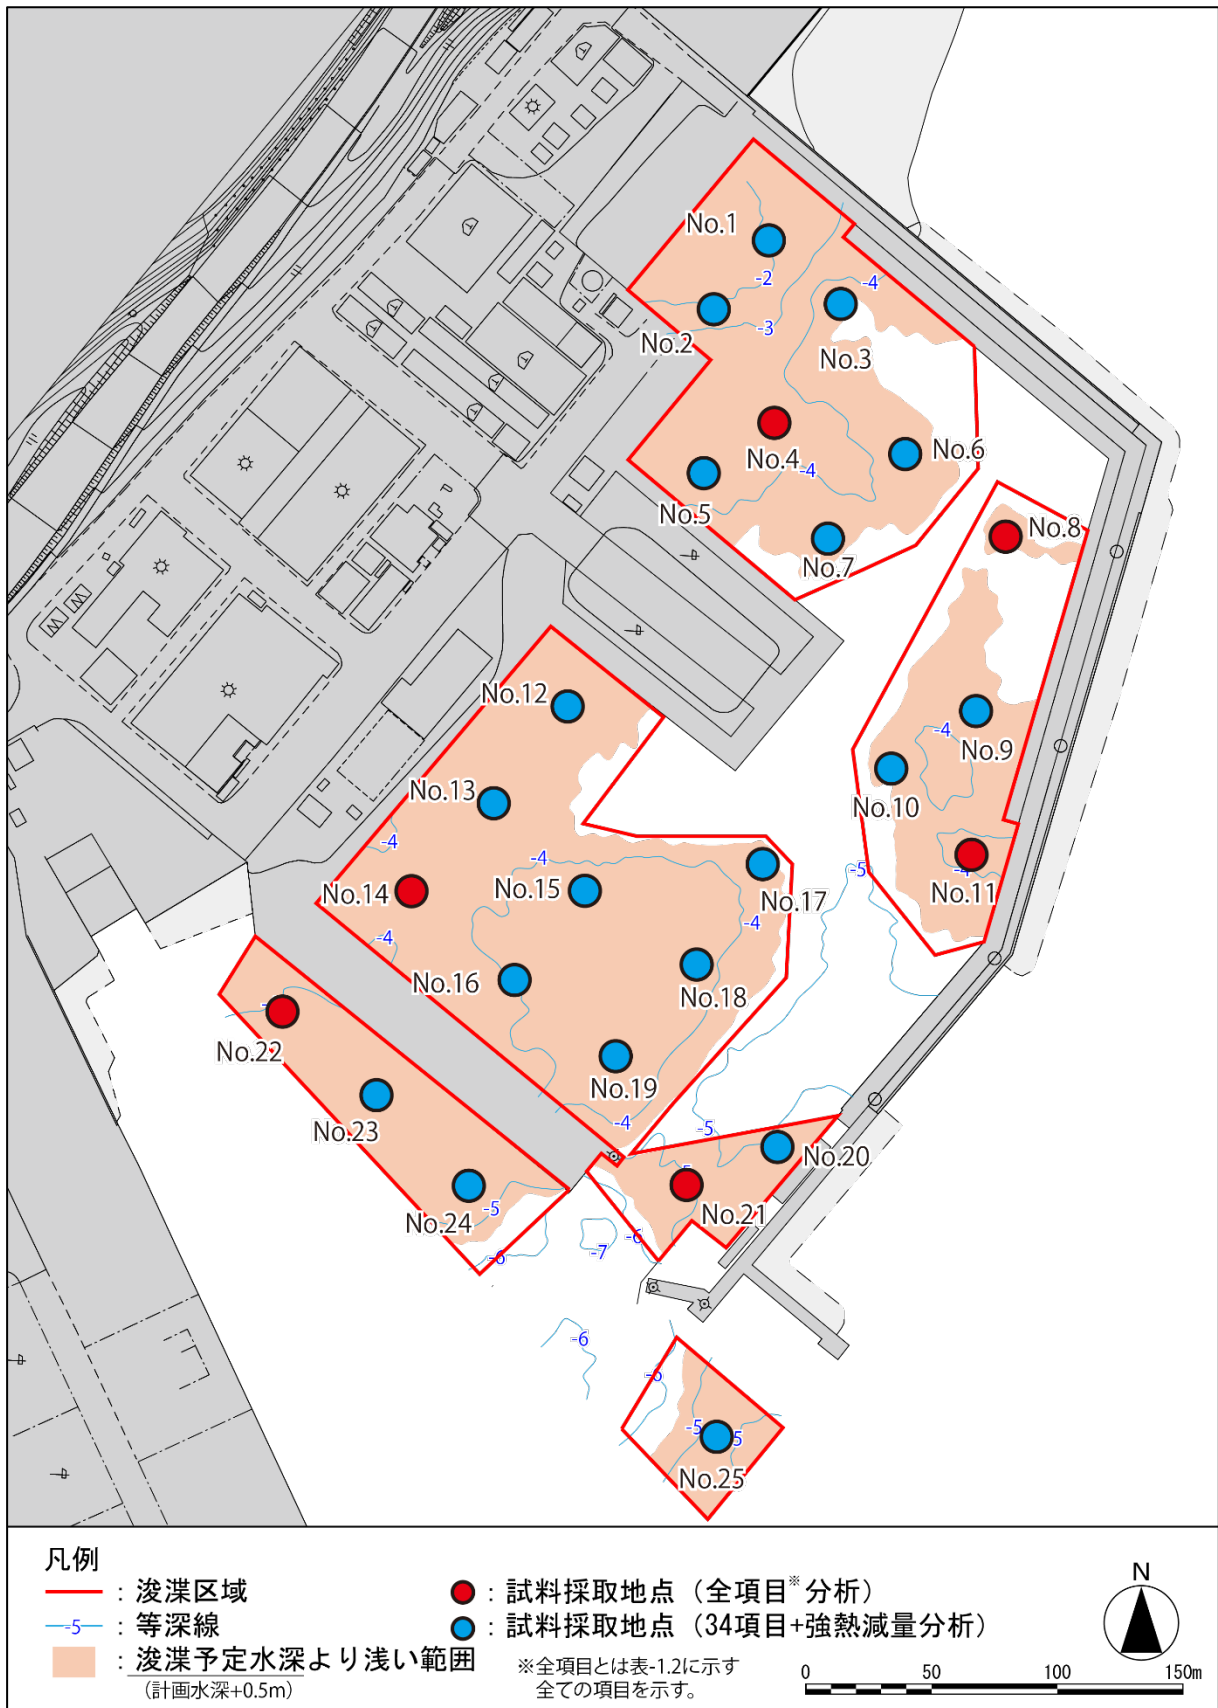 No.1
-2
-4
No.2
-3
No.3
No.4
-4
No.6
No.5
No.7
No.8
No.12
-4
No.9
No.13
No.10
-4
-4
-5
-4
No.14
No.15
No.17
No.11
-4
-4
No.16
No.18
No.22
No.19
No.23
-4
-5
No.20
No.21
No.24
-5
-6
-6
-7
-6
-6
-5
5
No.25
凡例
：浚渫区域
-5 ：等深線
：浚渫予定水深より浅い範囲
(計画水深+0.5m)
：試料採取地点（全項目※分析）
：試料採取地点（34項目+強熱減量分析）
※全項目とは表-1.2に示す
全ての項目を示す。
N
0 50 100 150m